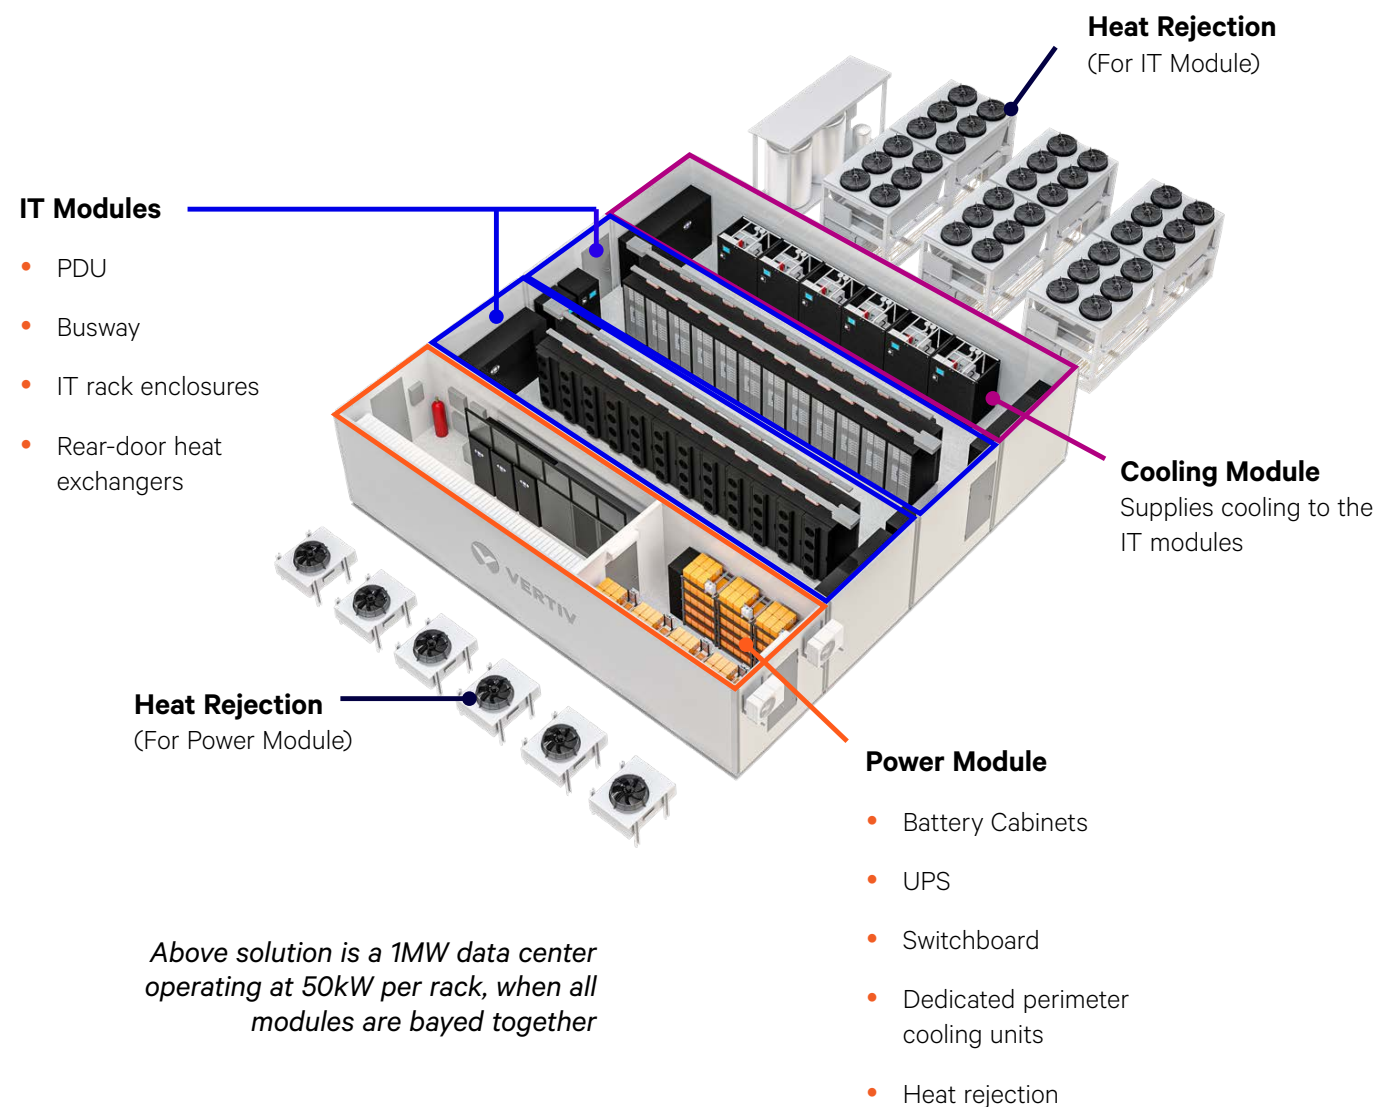 Heat Rejection
(For IT Module)
IT Modules
• PDU
• Busway
• IT rack enclosures
• Rear-door heat
exchangers
Cooling Module
Supplies cooling to the
IT modules
VERTIV
Heat Rejection
(For Power Module)
Power Module
• Battery Cabinets
• UPS
• Switchboard
• Dedicated perimeter
cooling units
• Heat rejection
Above solution is a 1MW data center
operating at 50kW per rack, when all
modules are bayed together